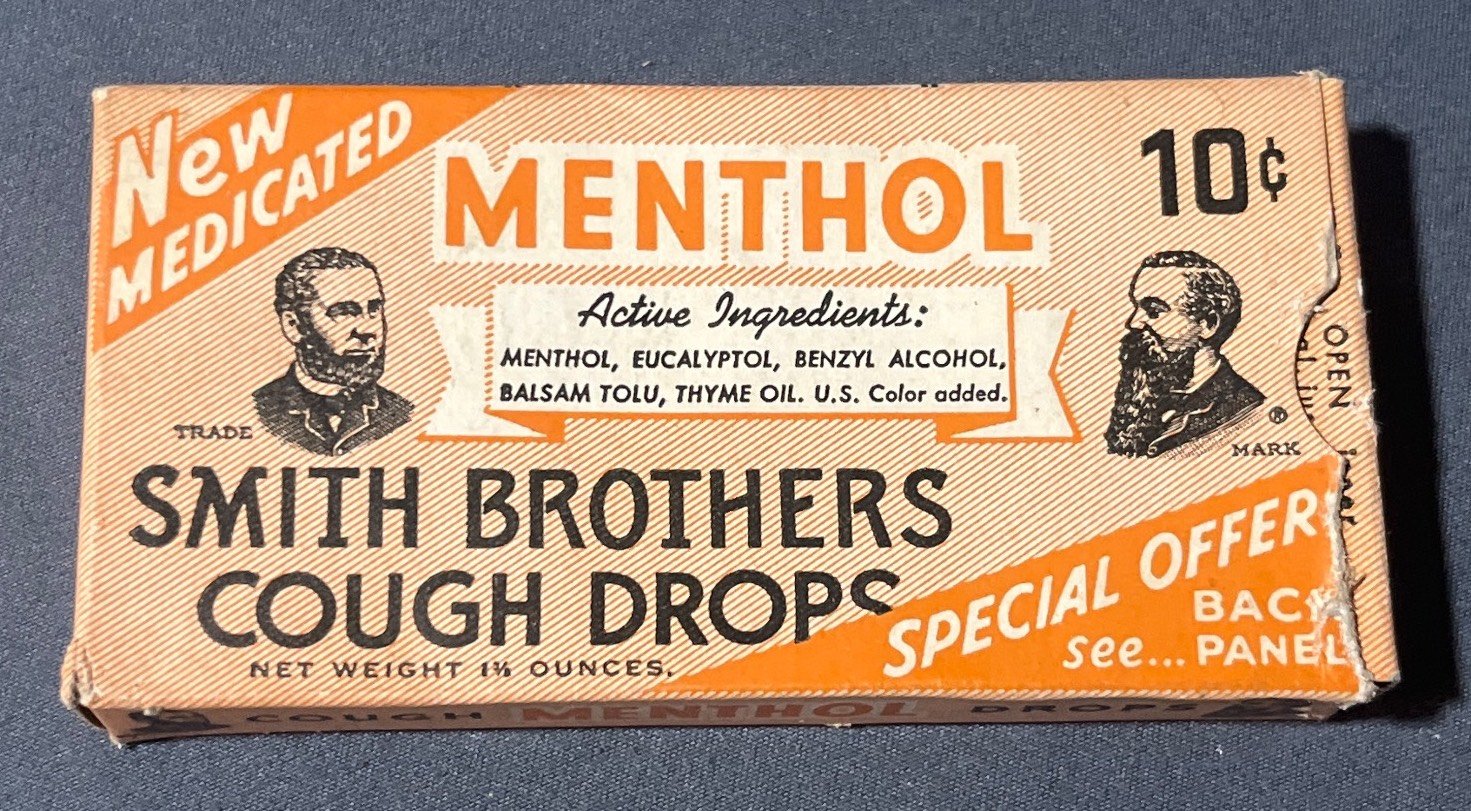 New
MEDICATED
MENTHOL
10¢
Active Ingredients:
MENTHOL, EUCALYPTOL, BENZYL ALCOHOL,
BALSAM TOLU, THYME OIL. U.S. Color added.
TRADE
®
MARK
SMITH BROTHERS
COUGH DROPS
NET WEIGHT 1⅛ OUNCES.
SPECIAL OFFER
see... BACK
PANEL
OPEN
COUGH MENTHOL DROPS